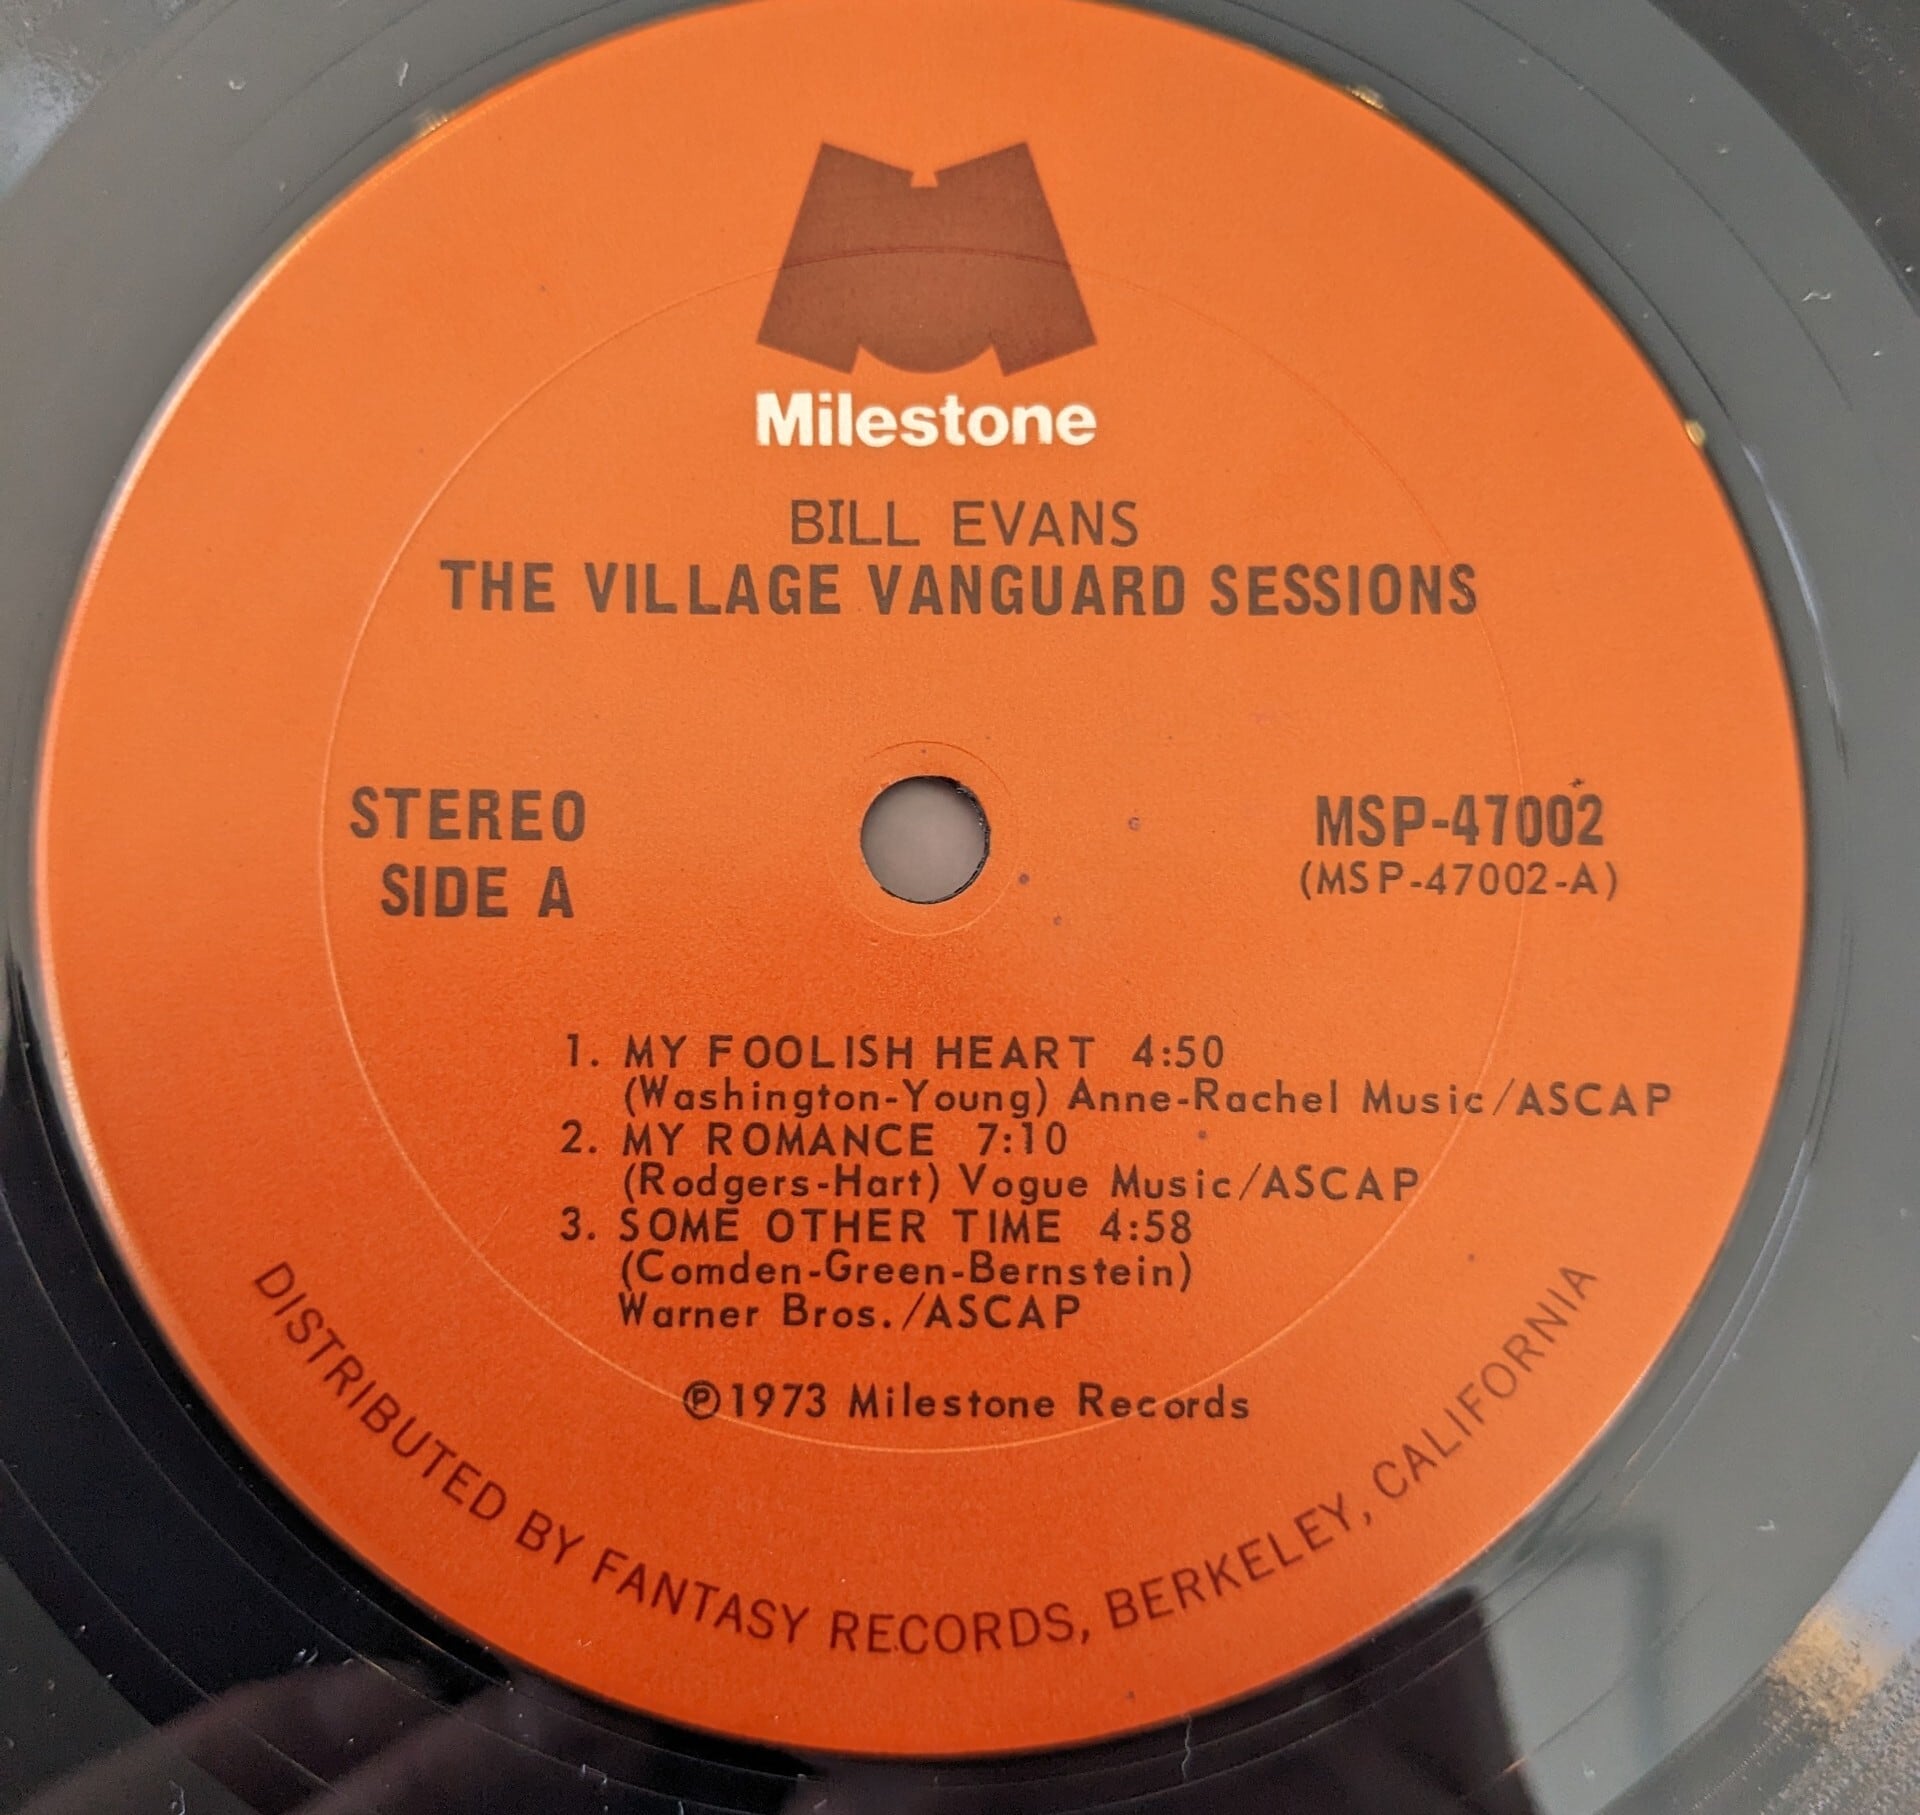 Milestone
BILL EVANS
THE VILLAGE VANGUARD SESSIONS
STEREO
SIDE A
MSP-47002
(MSP-47002-A)
1. MY FOOLISH HEART 4:50
(Washington-Young) Anne-Rachel Music/ASCAP
2. MY ROMANCE 7:10
(Rodgers-Hart) Vogue Music/ASCAP
3. SOME OTHER TIME 4:58
(Comden-Green-Bernstein)
Warner Bros./ASCAP
℗1973 Milestone Records
DISTRIBUTED BY FANTASY RECORDS, BERKELEY, CALIFORNIA